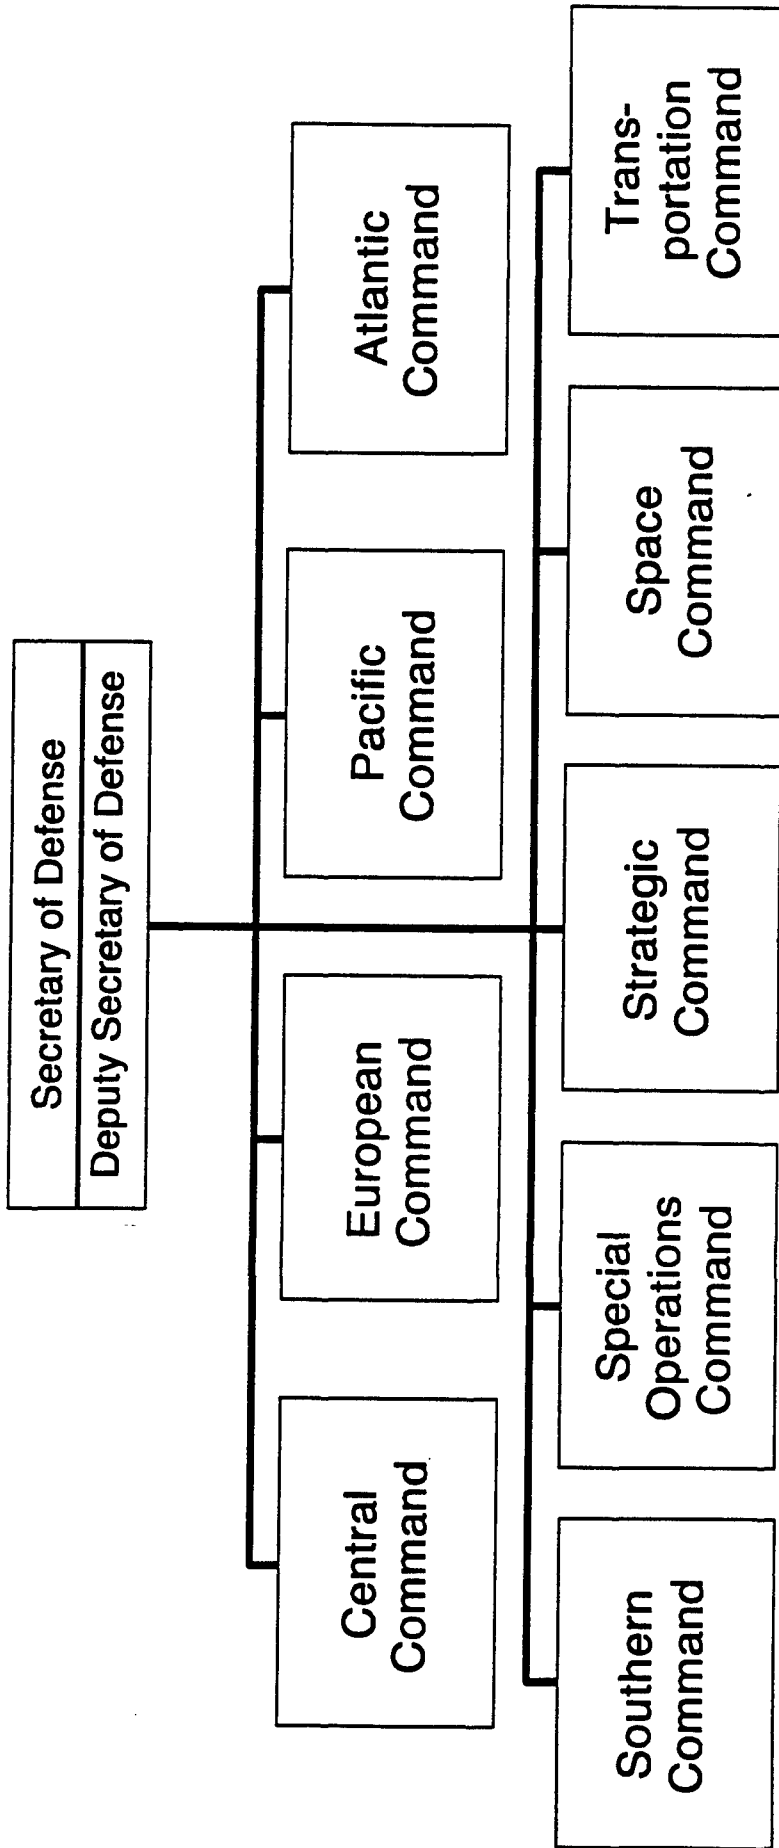 Secretary of Defense
Deputy Secretary of Defense
Central
Command
European
Command
Pacific
Command
Atlantic
Command
Southern
Command
Special
Operations
Command
Strategic
Command
Space
Command
Trans-
portation
Command